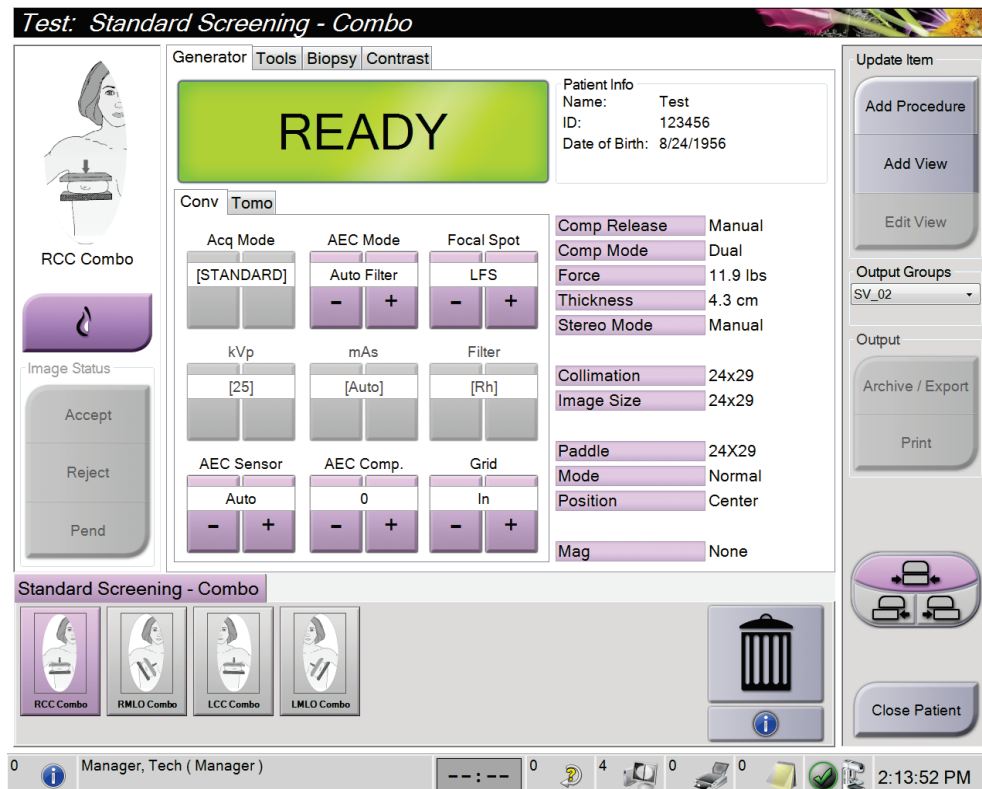 Test: Standard Screening - Combo
RCC Combo
Image Status
Accept
Reject
Pend
Generator Tools Biopsy Contrast
READY
Patient Info
Name: Test
ID: 123456
Date of Birth: 8/24/1956
Conv Tomo
Acq Mode AEC Mode Focal Spot
[STANDARD] Auto Filter LFS
- + - +
kVp mAs Filter
[25] [Auto] [Rh]
AEC Sensor AEC Comp. Grid
Auto 0 In
- + - + - +
Comp Release Manual
Comp Mode Dual
Force 11.9 lbs
Thickness 4.3 cm
Stereo Mode Manual
Collimation 24x29
Image Size 24x29
Paddle 24X29
Mode Normal
Position Center
Mag None
Update Item
Add Procedure
Add View
Edit View
Output Groups
SV_02
Output
Archive / Export
Print
Close Patient
Standard Screening - Combo
RCC Combo RMLO Combo LCC Combo LMLO Combo
0 Manager, Tech ( Manager ) --:-- 0 4 0 0 2:13:52 PM